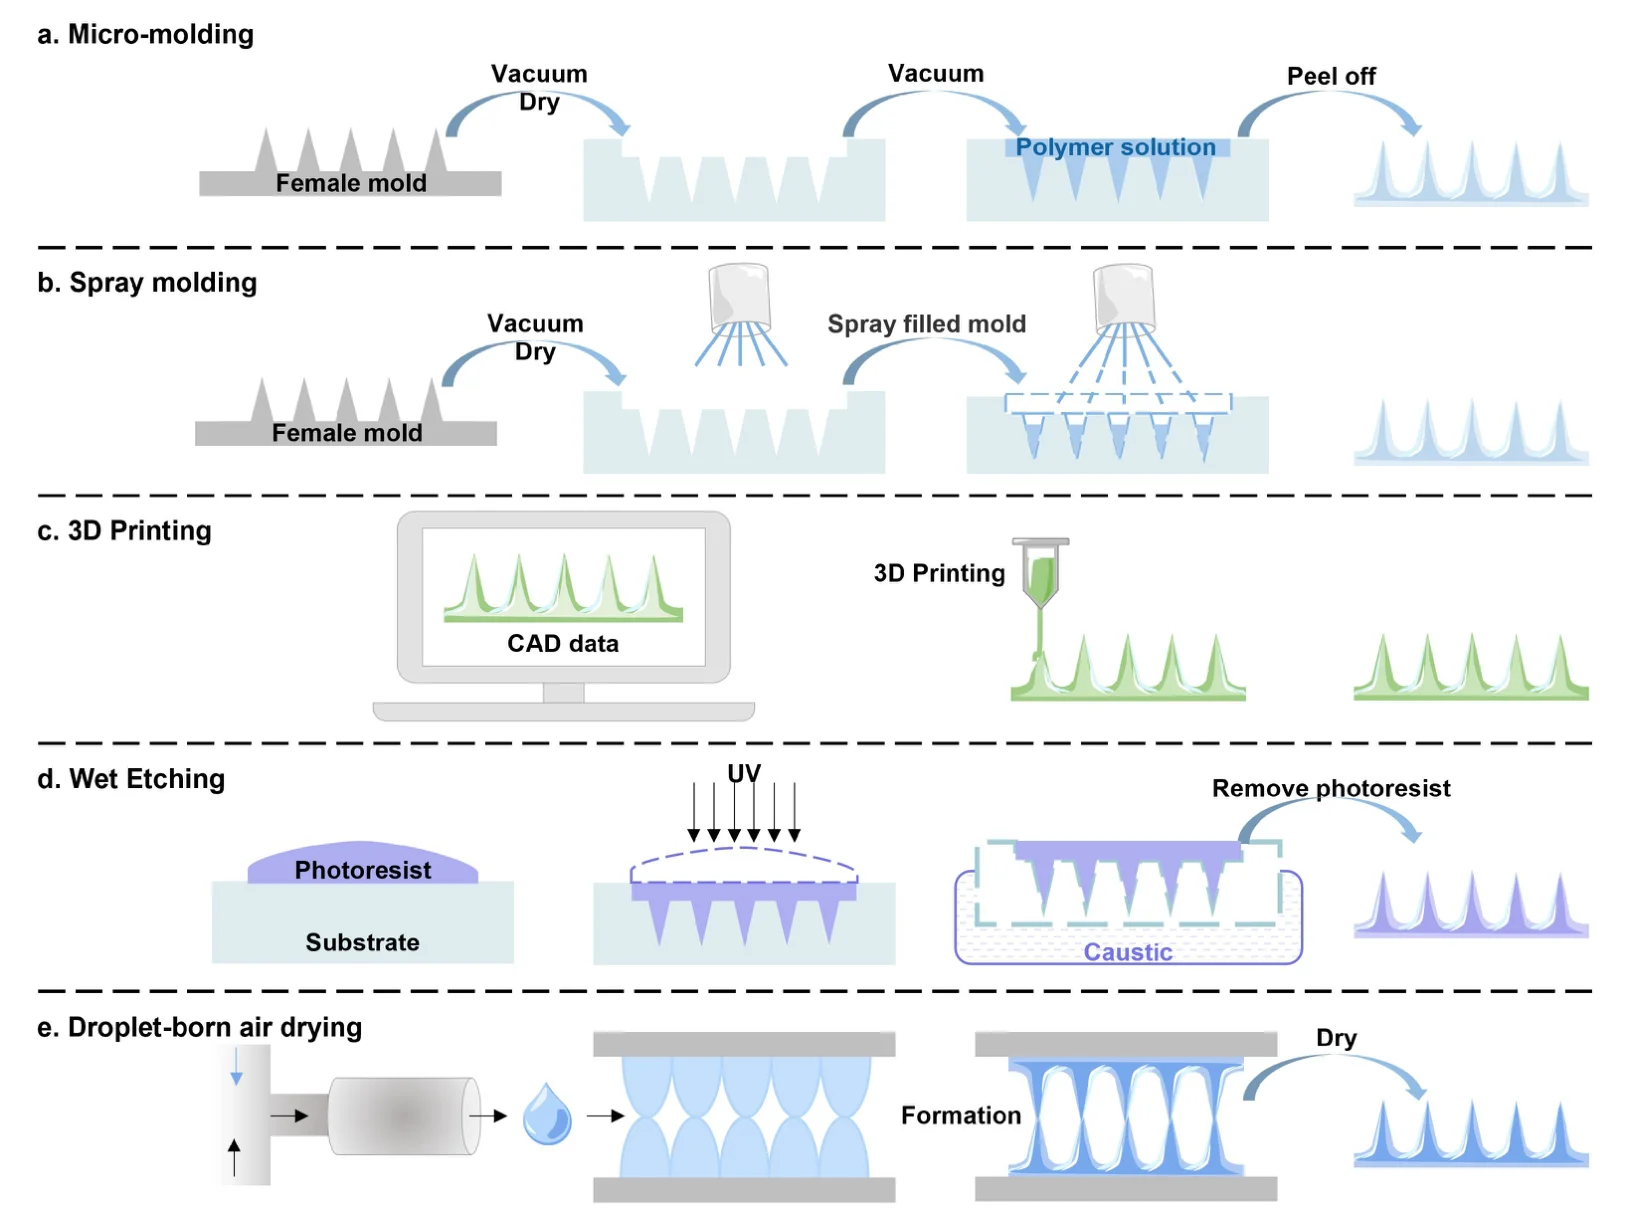 a. Micro-molding
Vacuum
Dry
Vacuum
Peel off
Female mold
Polymer solution
b. Spray molding
Vacuum
Dry
Spray filled mold
Female mold
c. 3D Printing
CAD data
3D Printing
d. Wet Etching
UV
Remove photoresist
Photoresist
Substrate
Caustic
e. Droplet-born air drying
Formation
Dry